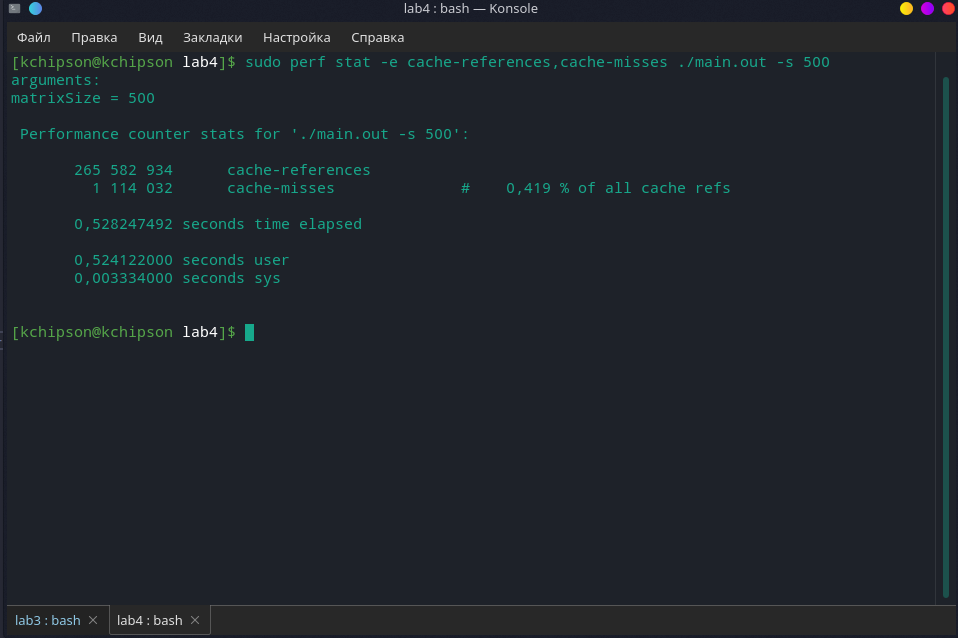 lab4 : bash — Konsole
Файл Правка Вид Закладки Настройка Справка
[kchipson@kchipson lab4]$ sudo perf stat -e cache-references,cache-misses ./main.out -s 500
arguments:
matrixSize = 500
Performance counter stats for './main.out -s 500':
265 582 934 cache-references
1 114 032 cache-misses # 0,419 % of all cache refs
0,528247492 seconds time elapsed
0,524122000 seconds user
0,003334000 seconds sys
[kchipson@kchipson lab4]$
lab3 : bash lab4 : bash